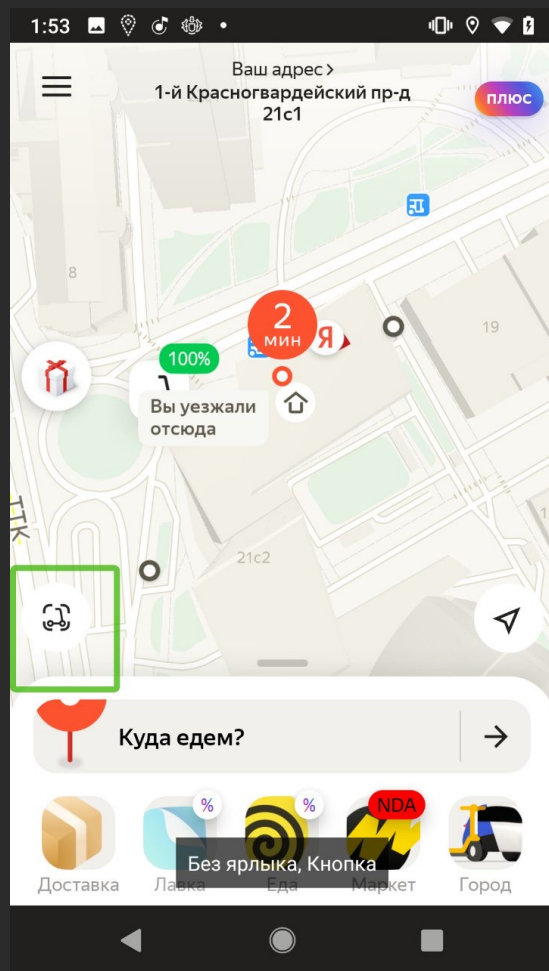 1:53
Ваш адрес >
1-й Красногвардейский пр-д
21с1
плюс
8
2
мин
Я
19
100%
Вы уезжали
отсюда
ТТК
21с2
1
Куда едем?
%
%
NDA
Без ярлыка, Кнопка
Доставка
Лавка
Еда
Маркет
Город